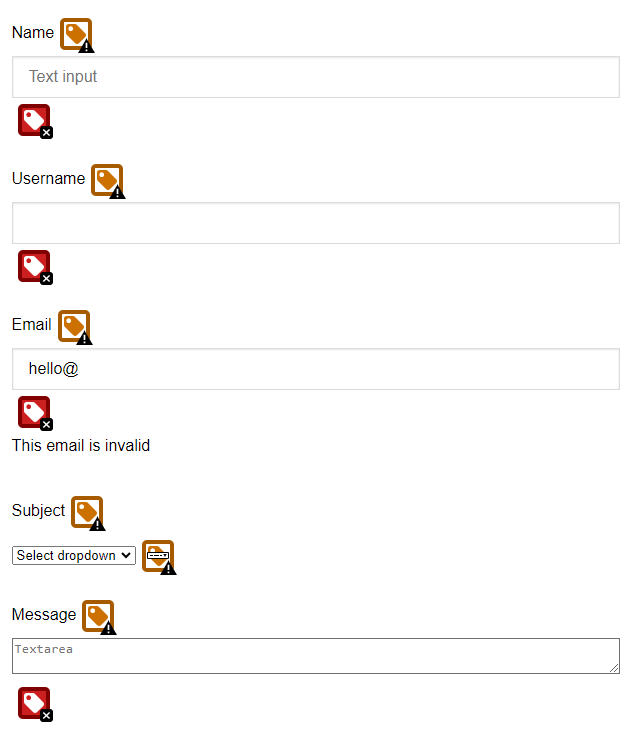 Name
Text input
Username
Email
hello@
This email is invalid
Subject
Select dropdown
Message
Textarea